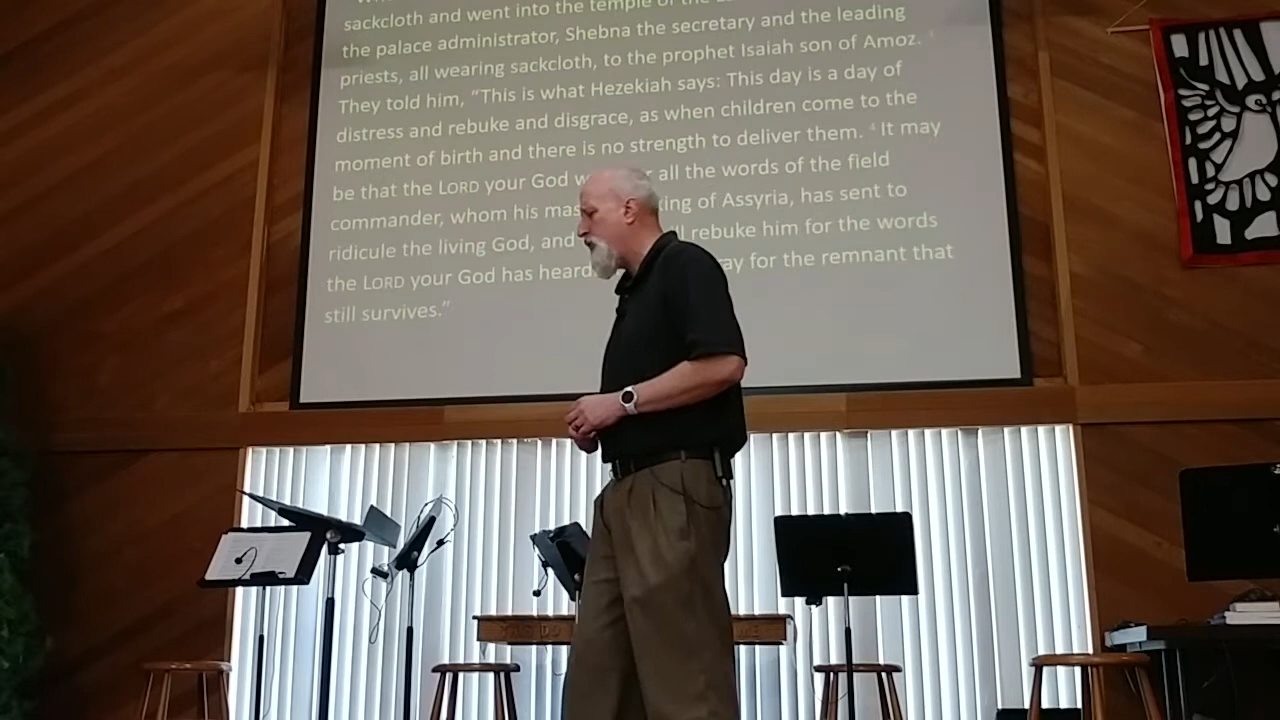 sackcloth and went into the temple of the
the palace administrator, Shebna the secretary and the leading
priests, all wearing sackcloth, to the prophet Isaiah son of Amoz.
They told him, “This is what Hezekiah says: This day is a day of
distress and rebuke and disgrace, as when children come to the
moment of birth and there is no strength to deliver them. 4 It may
be that the LORD your God all the words of the field
commander, whom his king of Assyria, has sent to
ridicule the living God, and rebuke him for the words
the LORD your God has heard for the remnant that
still survives.”